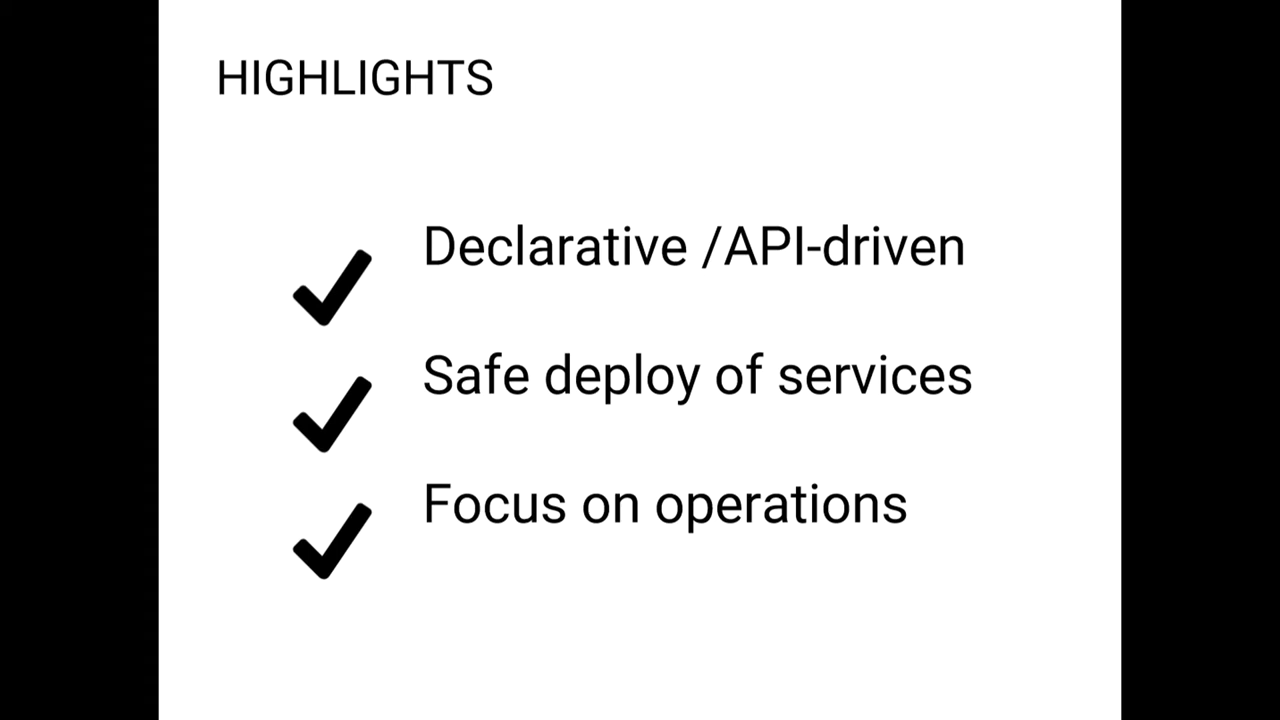 HIGHLIGHTS
Declarative /API-driven
Safe deploy of services
Focus on operations